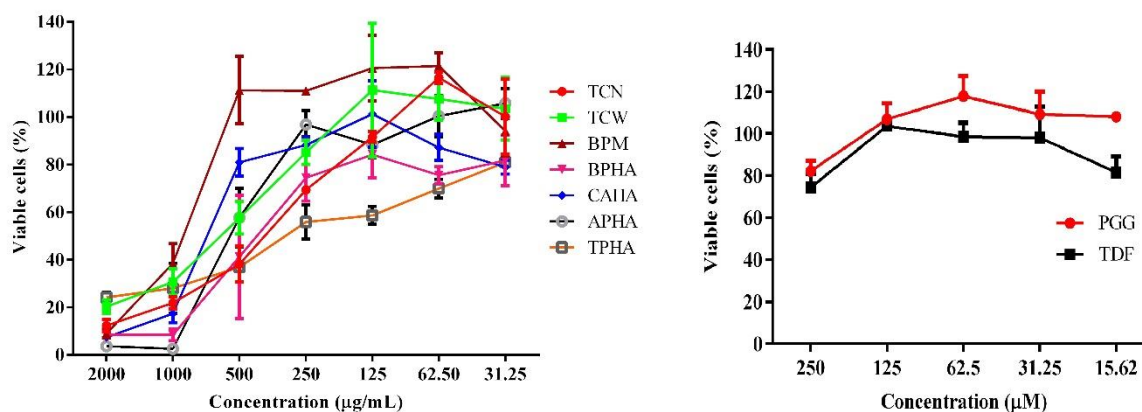 140
120
100
80
60
40
20
0
Viable cells (%)
2000 1000 500 250 125 62.50 31.25
Concentration (μg/mL)
TCN
TCW
BPM
BPHA
CAHA
APHA
TPHA
140
120
100
80
60
40
20
0
Viable cells (%)
250 125 62.5 31.25 15.62
Concentration (μM)
PGG
TDF